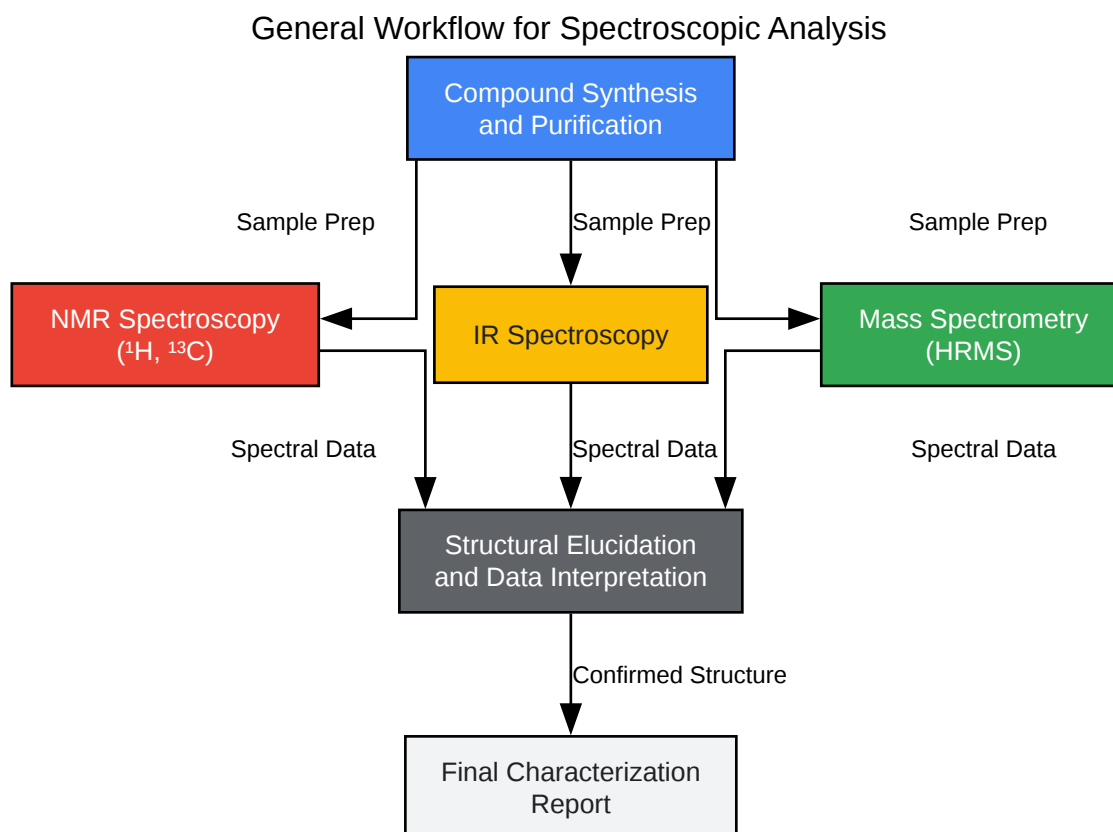 General Workflow for Spectroscopic Analysis
Compound Synthesis
and Purification
Sample Prep
Sample Prep
Sample Prep
NMR Spectroscopy
(¹H, ¹³C)
IR Spectroscopy
Mass Spectrometry
(HRMS)
Spectral Data
Spectral Data
Spectral Data
Structural Elucidation
and Data Interpretation
Confirmed Structure
Final Characterization
Report